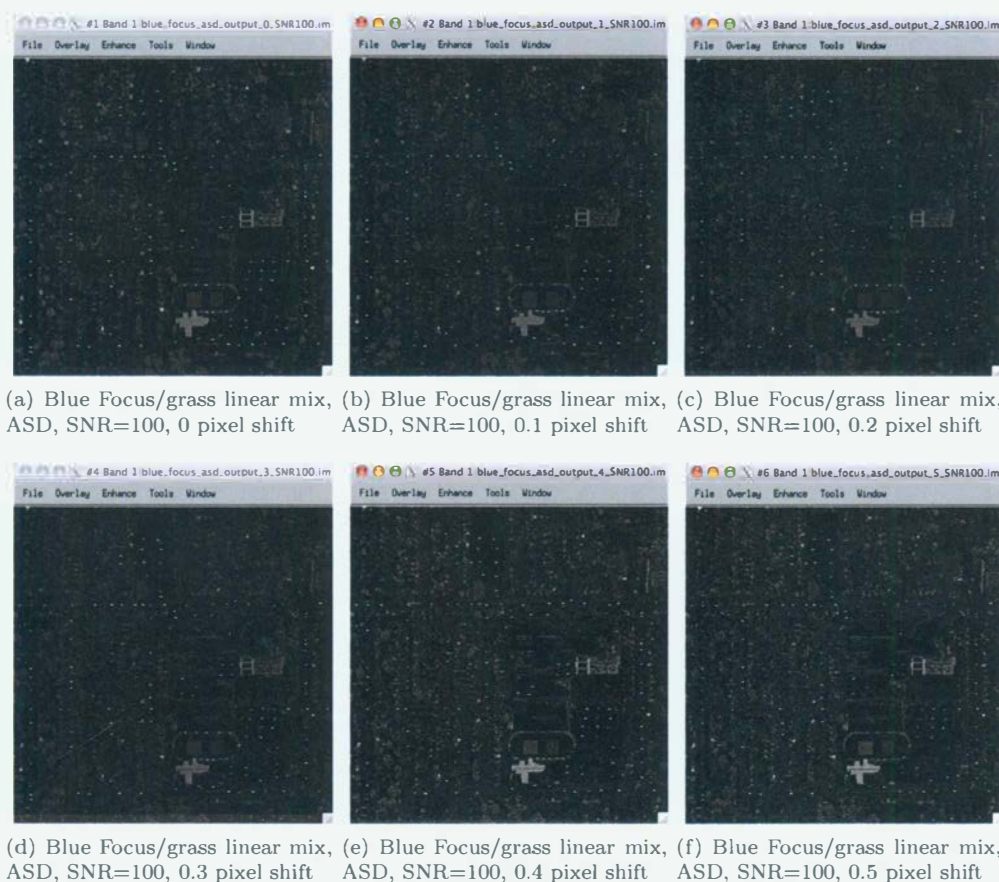 #1 Band 1:blue_focus_asd_output_0_SNR100.im
File Overlay Enhance Tools Window
#2 Band 1:blue_focus_asd_output_1_SNR100.im
File Overlay Enhance Tools Window
#3 Band 1:blue_focus_asd_output_2_SNR100.im
File Overlay Enhance Tools Window
(a) Blue Focus/grass linear mix,
ASD, SNR=100, 0 pixel shift
(b) Blue Focus/grass linear mix,
ASD, SNR=100, 0.1 pixel shift
(c) Blue Focus/grass linear mix,
ASD, SNR=100, 0.2 pixel shift
#4 Band 1:blue_focus_asd_output_3_SNR100.im
File Overlay Enhance Tools Window
#5 Band 1:blue_focus_asd_output_4_SNR100.im
File Overlay Enhance Tools Window
#6 Band 1:blue_focus_asd_output_5_SNR100.im
File Overlay Enhance Tools Window
(d) Blue Focus/grass linear mix,
ASD, SNR=100, 0.3 pixel shift
(e) Blue Focus/grass linear mix,
ASD, SNR=100, 0.4 pixel shift
(f) Blue Focus/grass linear mix,
ASD, SNR=100, 0.5 pixel shift